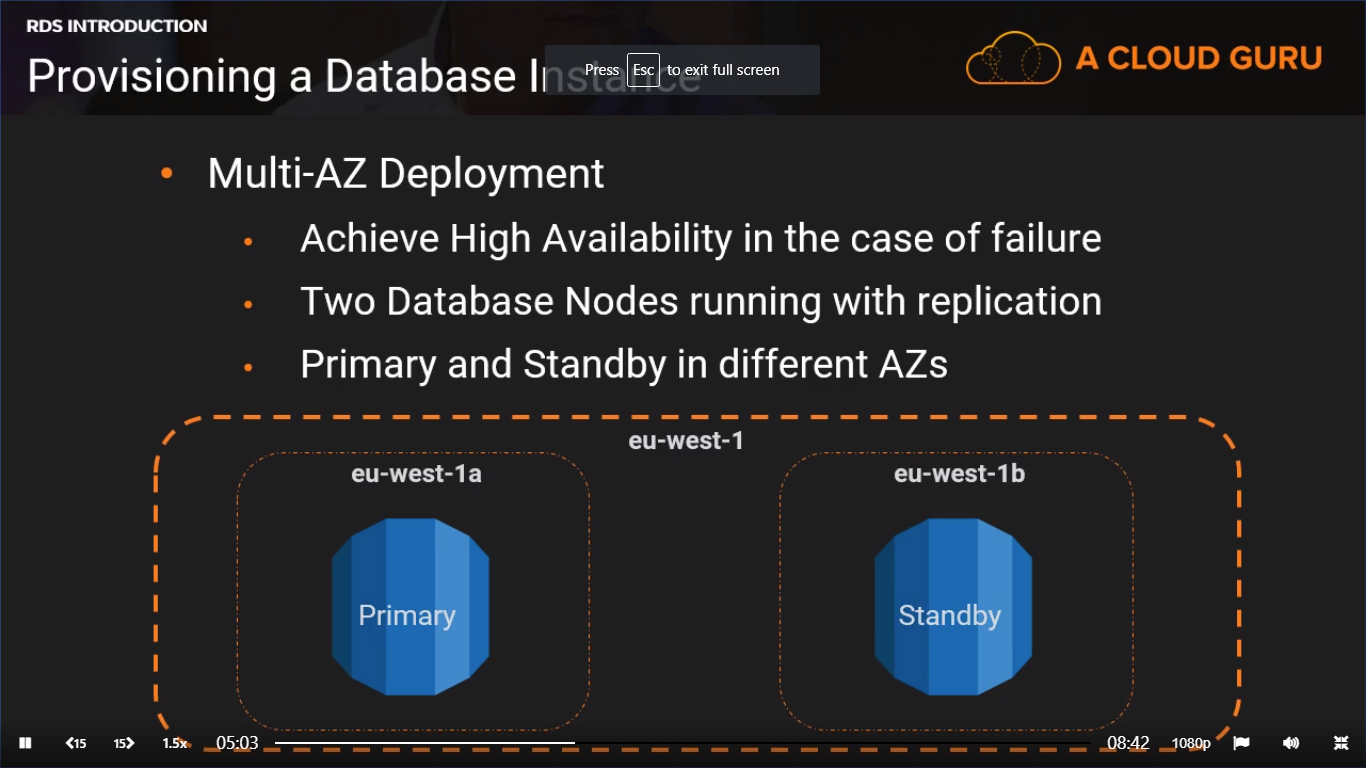 RDS INTRODUCTION
Provisioning a Database Instance
Press Esc to exit full screen
A CLOUD GURU
• Multi-AZ Deployment
• Achieve High Availability in the case of failure
• Two Database Nodes running with replication
• Primary and Standby in different AZs
eu-west-1
eu-west-1a
eu-west-1b
Primary
Standby
15
15
1.5x
05:03
08:42
1080p